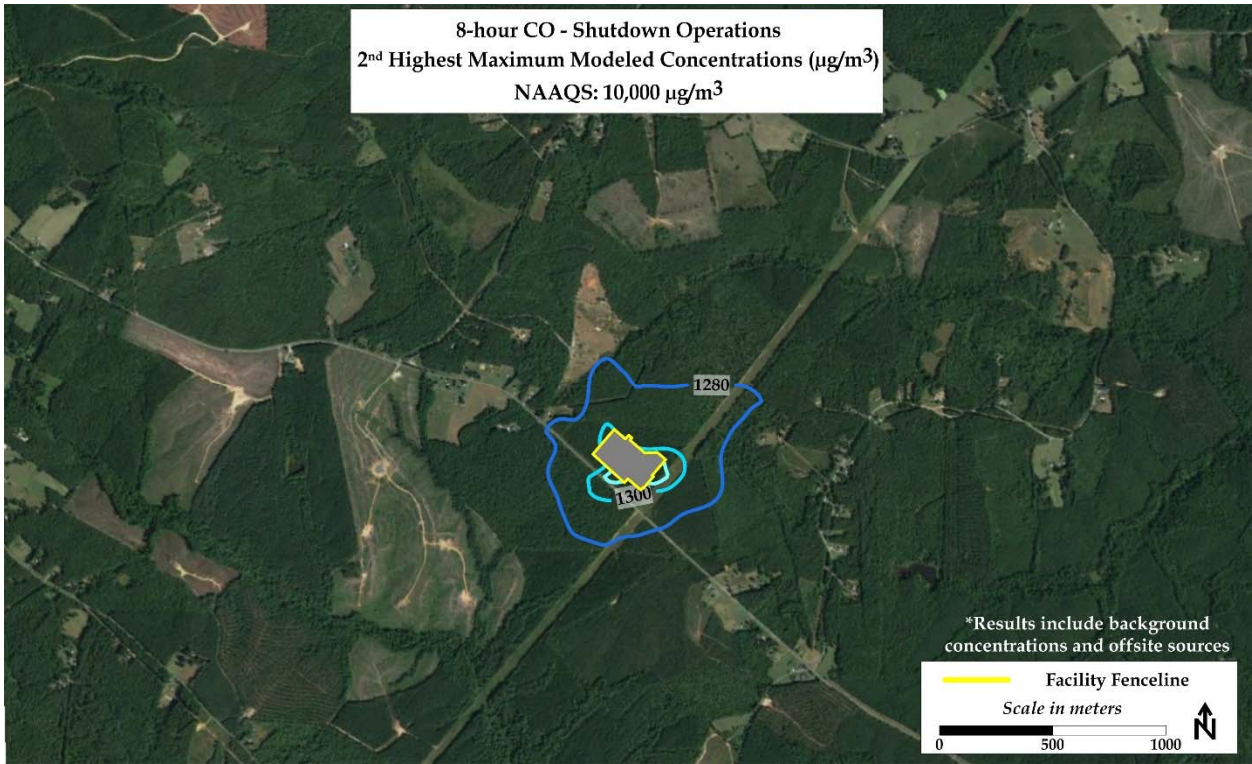 8-hour CO - Shutdown Operations
2nd Highest Maximum Modeled Concentrations (µg/m3)
NAAQS: 10,000 µg/m3
1280
1300
*Results include background
concentrations and offsite sources
Facility Fenceline
Scale in meters
N
0 500 1000